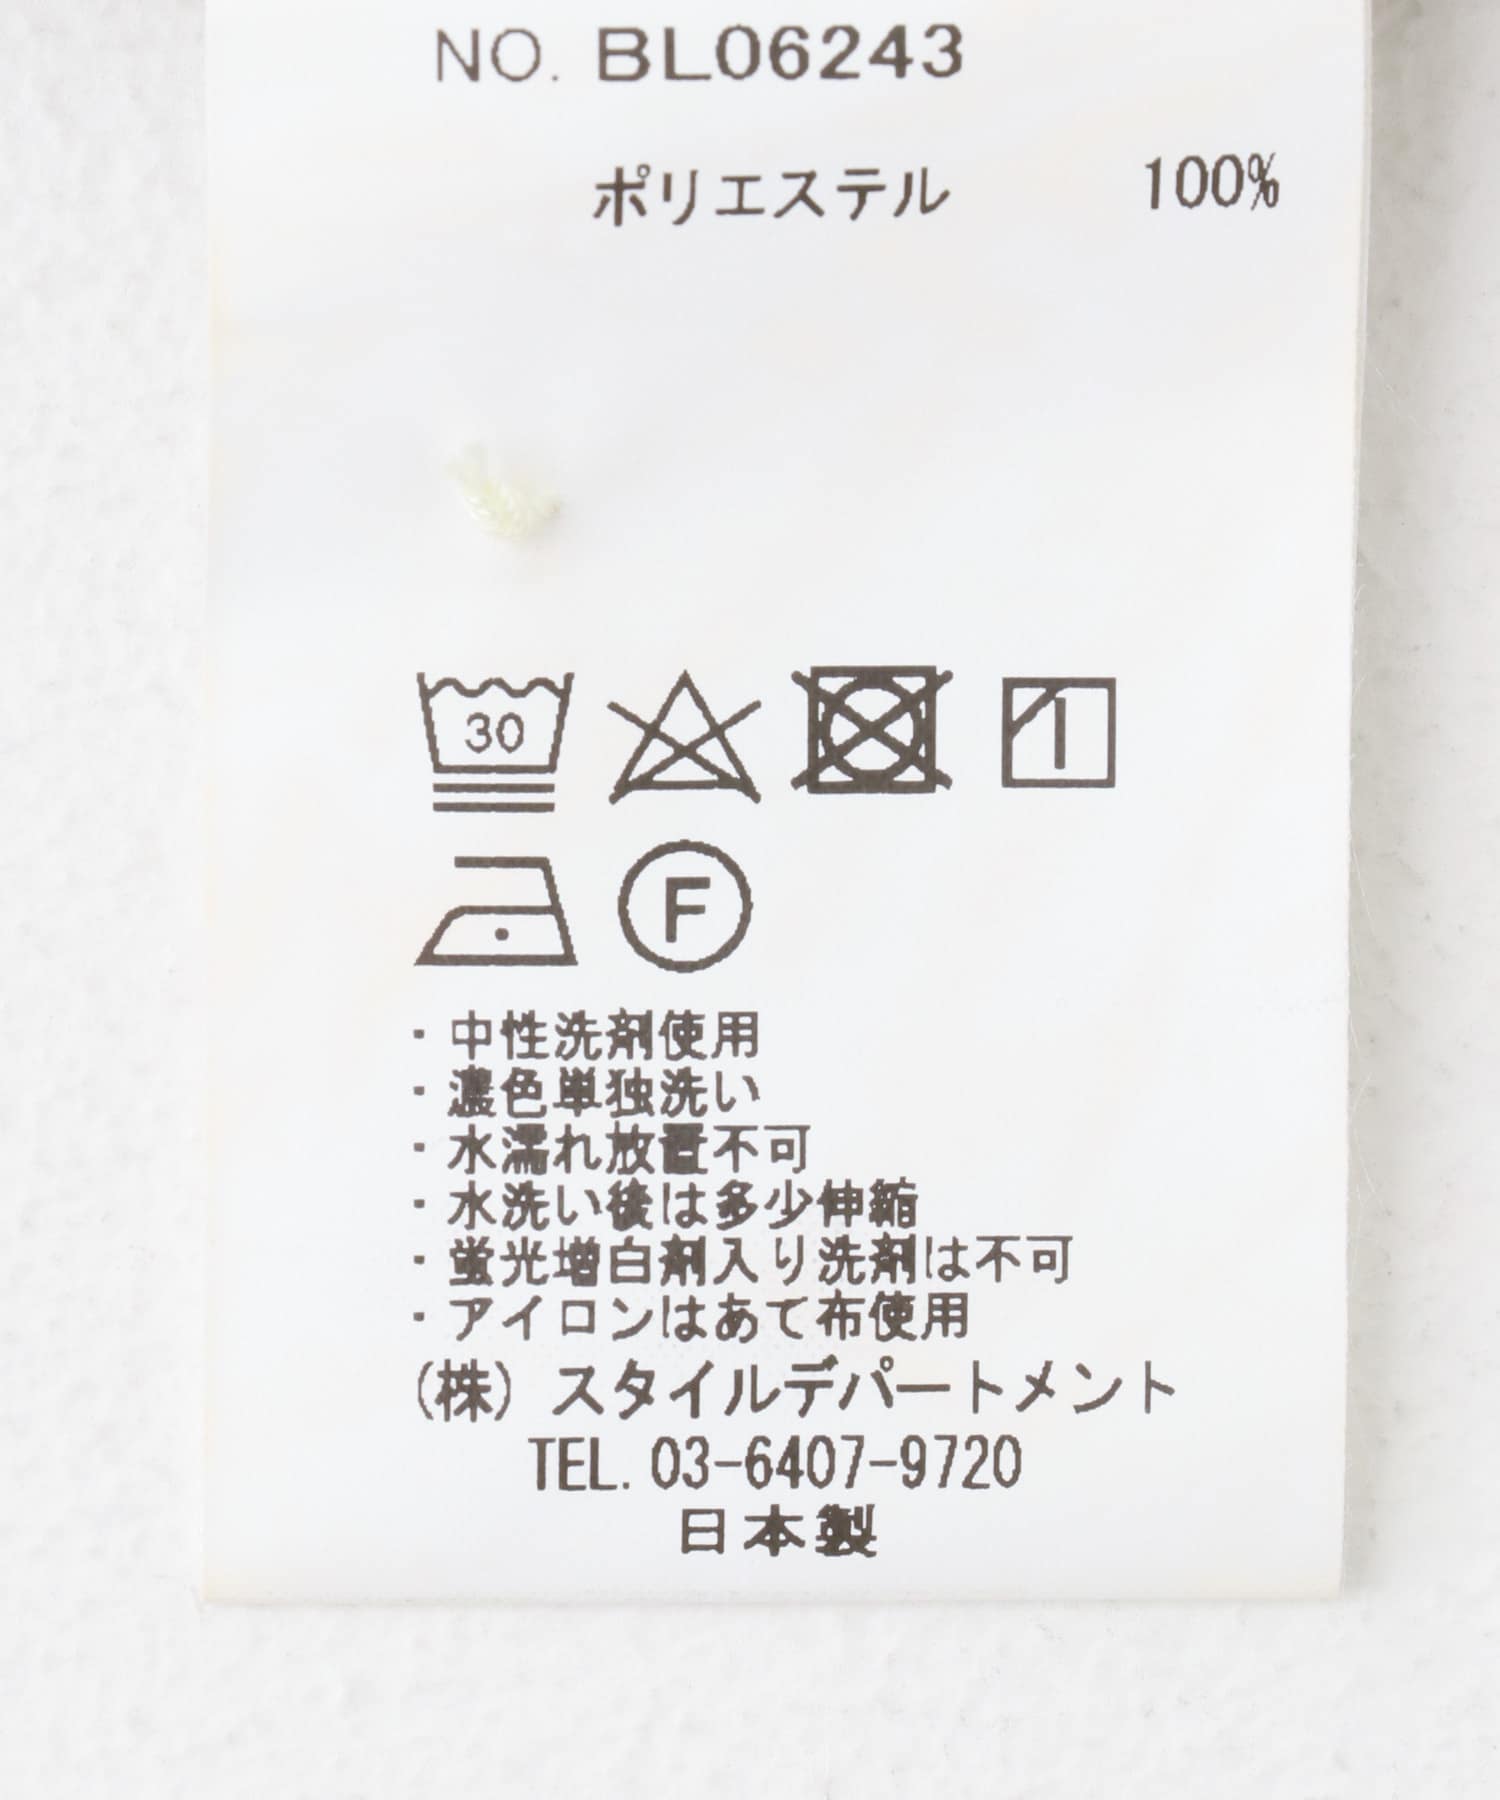 NO. BL06243
ポリエステル 100%
30
F
・中性洗剤使用
・濃色単独洗い
・水濡れ放置不可
・水洗い後は多少伸縮
・蛍光増白剤入り洗剤は不可
・アイロンはあて布使用
(株) スタイルデパートメント
TEL. 03-6407-9720
日本製